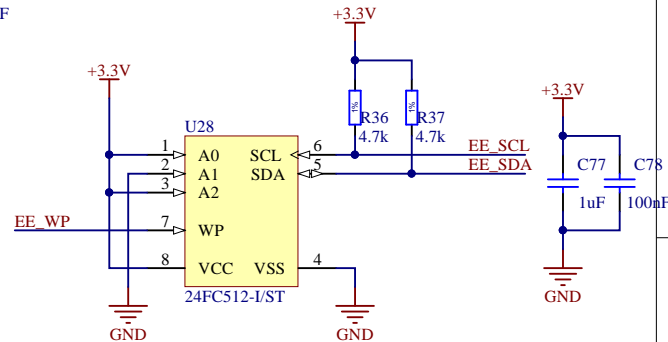 F
+3.3V
+3.3V
+3.3V
U28
1% R36 4.7k
1% R37 4.7k
1 A0 SCL 6 EE_SCL
2 A1 SDA 5 EE_SDA
3 A2
C77 1uF
C78 100nF
EE_WP 7 WP
8 VCC VSS 4
24FC512-I/ST
GND
GND
GND